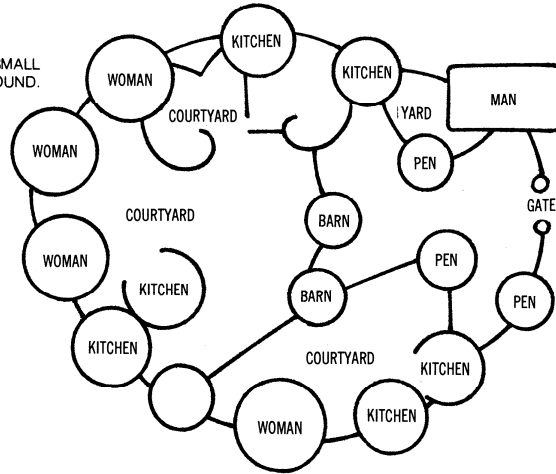 SMALL
OUND.
KITCHEN
WOMAN
KITCHEN
COURTYARD
YARD
MAN
WOMAN
PEN
GATE
COURTYARD
BARN
WOMAN
KITCHEN
PEN
BARN
PEN
KITCHEN
COURTYARD
KITCHEN
WOMAN
KITCHEN